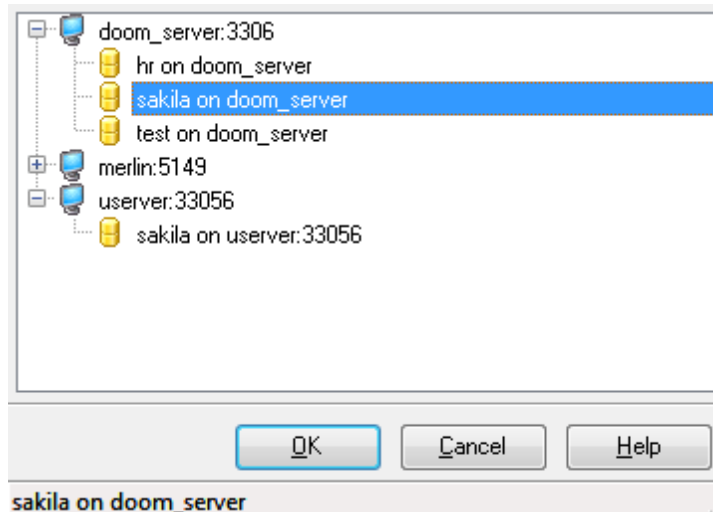 doom_server:3306
hr on doom_server
sakila on doom_server
test on doom_server
merlin:5149
userver:33056
sakila on userver:33056
OK Cancel Help
sakila on doom_server